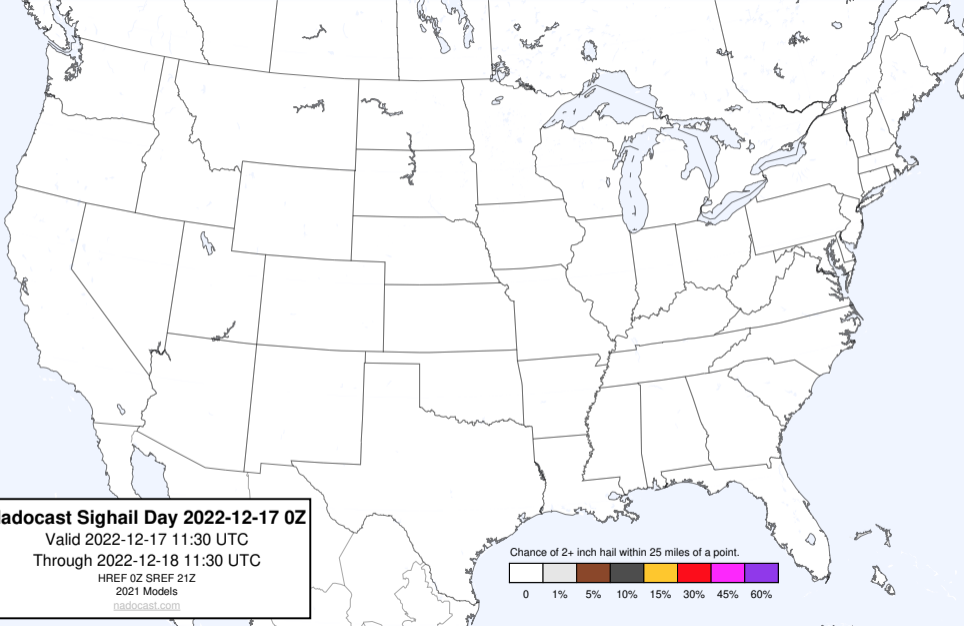 adocast Sighail Day 2022-12-17 0Z
Valid 2022-12-17 11:30 UTC
Through 2022-12-18 11:30 UTC
HREF 0Z SREF 21Z
2021 Models
nadocast.com
Chance of 2+ inch hail within 25 miles of a point.
0 1% 5% 10% 15% 30% 45% 60%